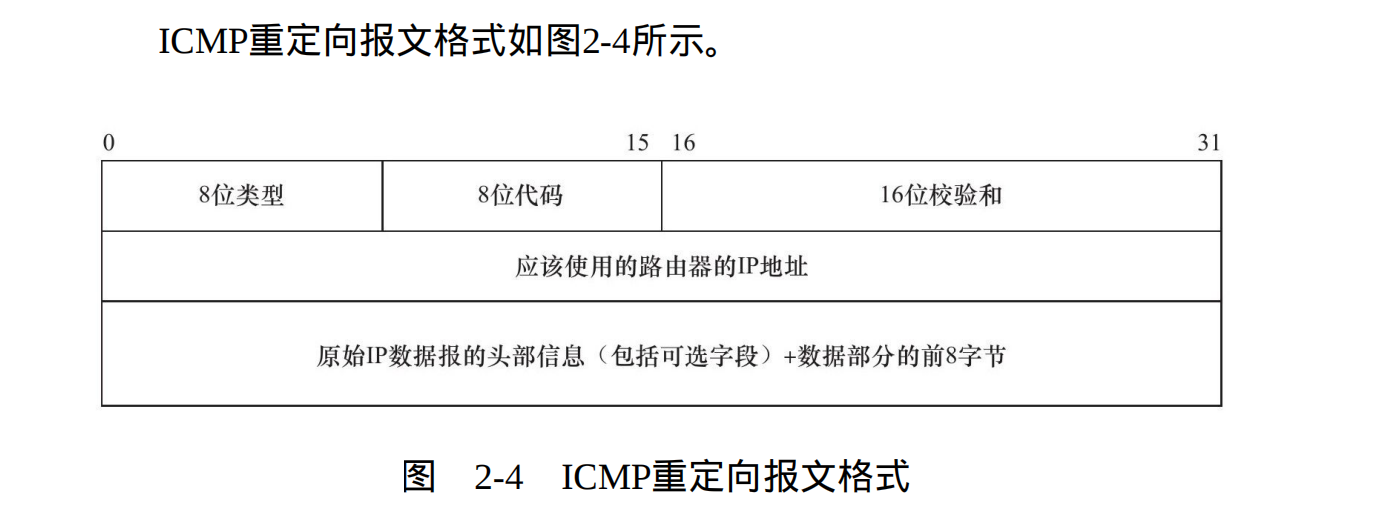 ICMP重定向报文格式如图2-4所示。
0 15 16 31
8位类型 8位代码 16位校验和
应该使用的路由器的IP地址
原始IP数据报的头部信息（包括可选字段）+数据部分的前8字节
图 2-4 ICMP重定向报文格式